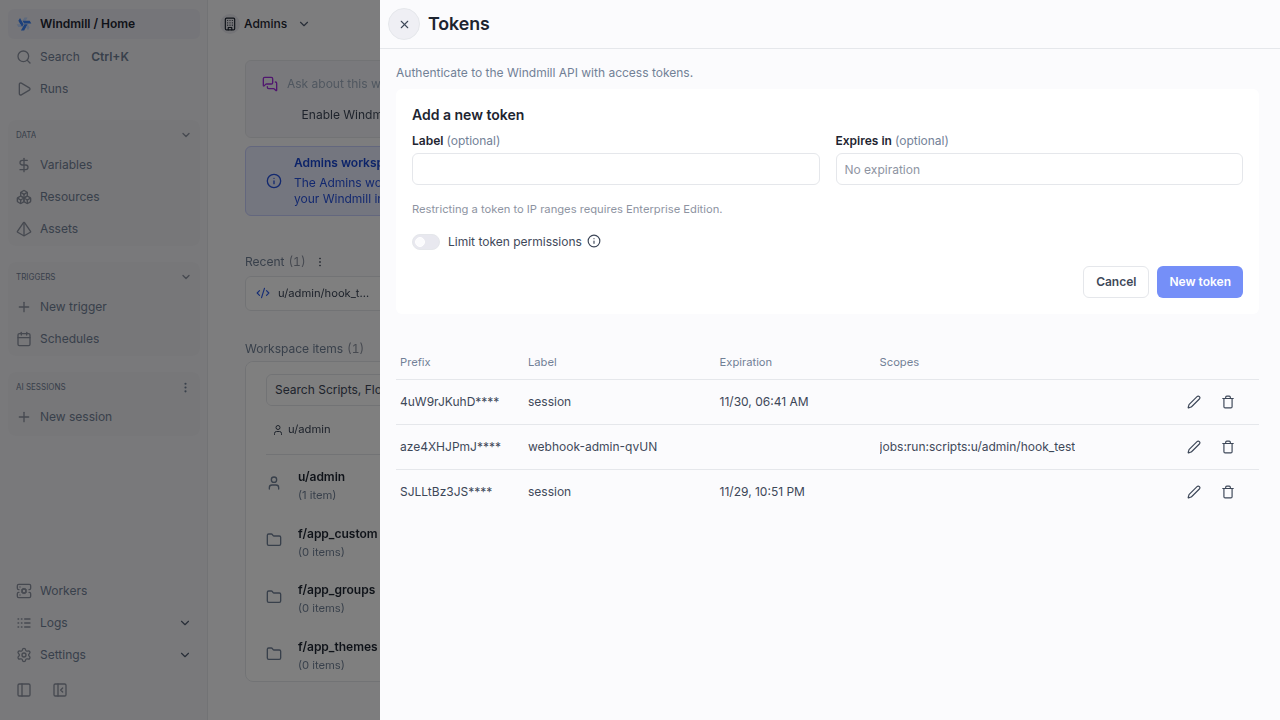 Windmill / Home
Search Ctrl+K
Runs
DATA
Variables
Resources
Assets
TRIGGERS
New trigger
Schedules
AI SESSIONS
New session
Workers
Logs
Settings
Admins
Ask about this w
Enable Windm
Admins worksp
The Admins wo
your Windmill in
Recent (1)
u/admin/hook_t...
Workspace items (1)
Search Scripts, Flo
u/admin
u/admin
(1 item)
f/app_custom
(0 items)
f/app_groups
(0 items)
f/app_themes
(0 items)
Tokens
Authenticate to the Windmill API with access tokens.
Add a new token
Label (optional) Expires in (optional)
No expiration
Restricting a token to IP ranges requires Enterprise Edition.
Limit token permissions
Cancel New token
Prefix Label Expiration Scopes
4uW9rJKuhD**** session 11/30, 06:41 AM
aze4XHJPmJ**** webhook-admin-qvUN jobs:run:scripts:u/admin/hook_test
SJLLtBz3JS**** session 11/29, 10:51 PM